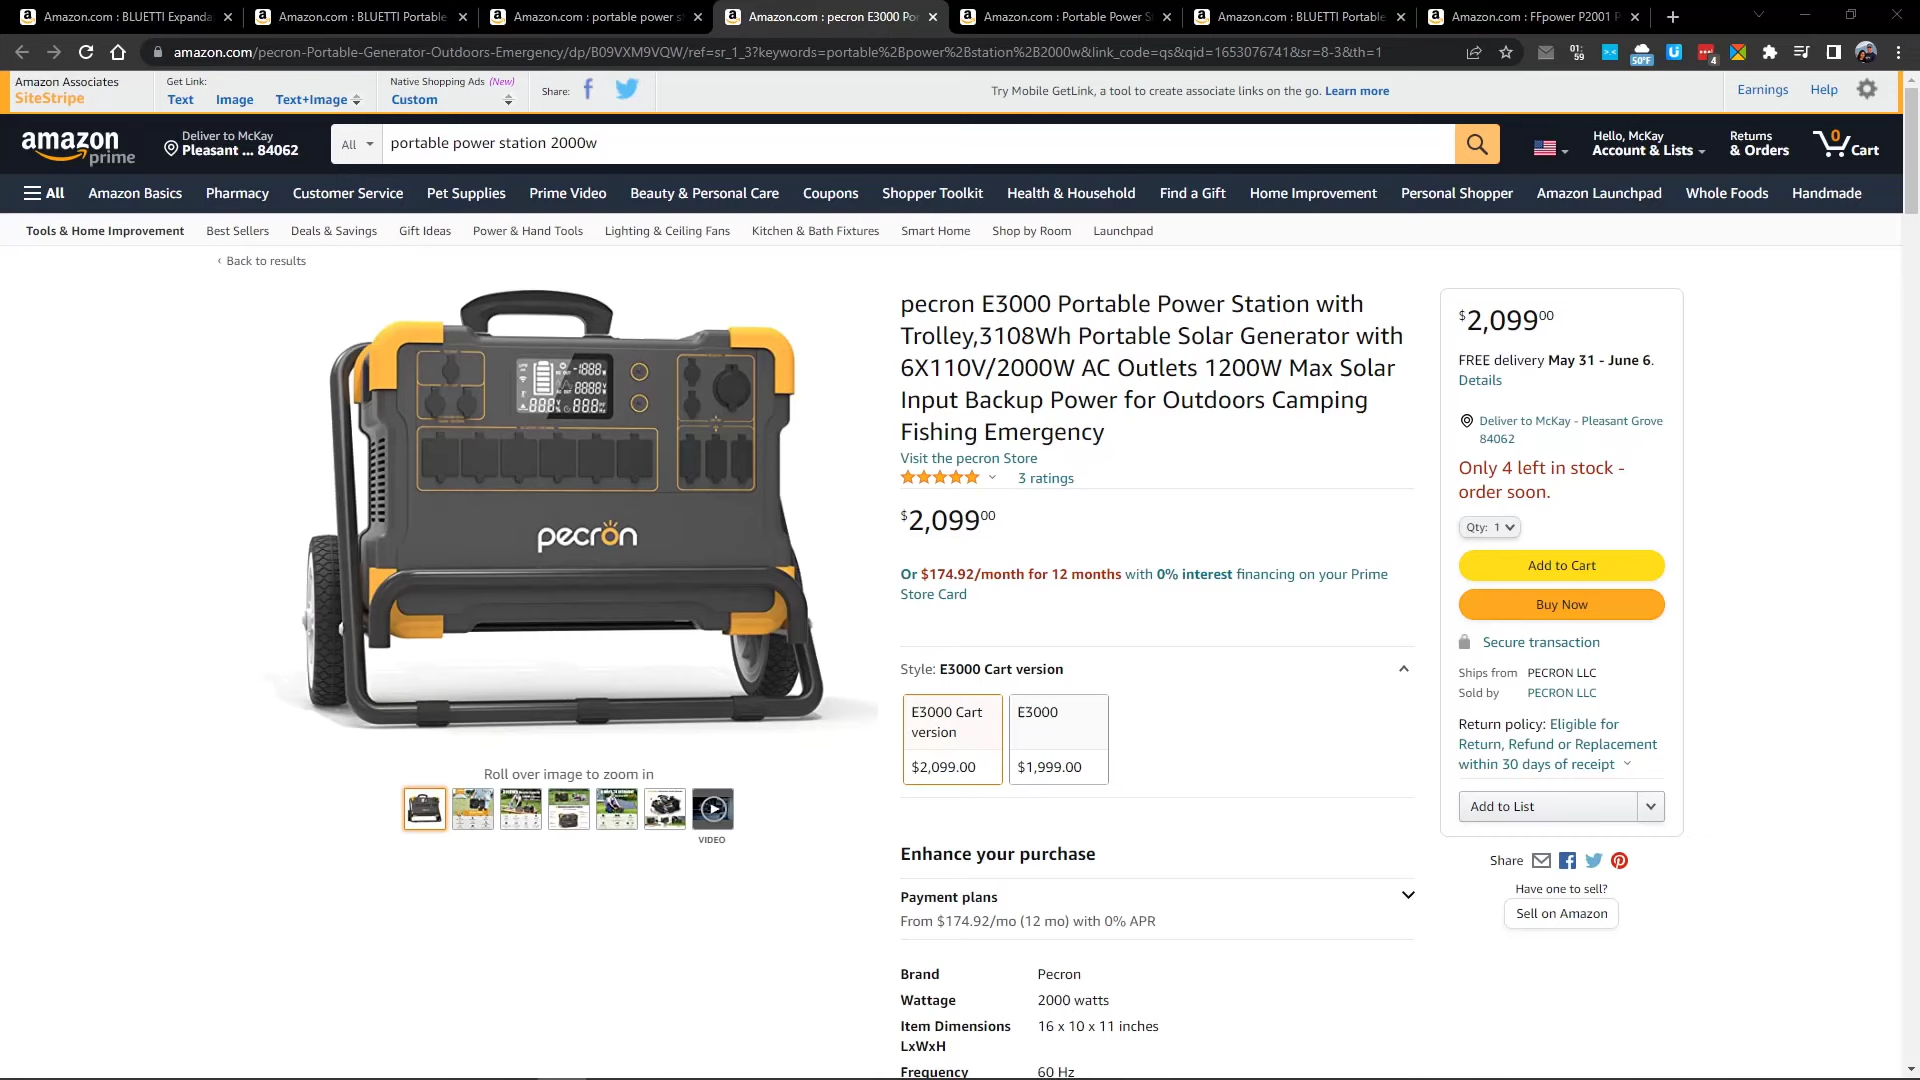 Amazon.com : BLUETTI Expanda
Amazon.com : BLUETTI Portable
Amazon.com : portable power s
Amazon.com : pecron E3000 Por
Amazon.com : Portable Power S
Amazon.com : BLUETTI Portable
Amazon.com : FFpower P2001 P
amazon.com/pecron-Portable-Generator-Outdoors-Emergency/dp/B09VXM9VQW/ref=sr_1_3?keywords=portable%2Bpower%2Bstation%2B2000w&link_code=qs&qid=1653076741&sr=8-3&th=1
01:
59
50°F
4
Amazon Associates
SiteStripe
Get Link:
Text Image Text+Image
Native Shopping Ads (New)
Custom
Share:
Try Mobile GetLink, a tool to create associate links on the go. Learn more
Earnings Help
amazon
prime
Deliver to McKay
Pleasant ... 84062
All
portable power station 2000w
Hello, McKay
Account & Lists
Returns
& Orders
0
Cart
All Amazon Basics Pharmacy Customer Service Pet Supplies Prime Video Beauty & Personal Care Coupons Shopper Toolkit Health & Household Find a Gift Home Improvement Personal Shopper Amazon Launchpad Whole Foods Handmade
Tools & Home Improvement Best Sellers Deals & Savings Gift Ideas Power & Hand Tools Lighting & Ceiling Fans Kitchen & Bath Fixtures Smart Home Shop by Room Launchpad
‹ Back to results
pecron
Roll over image to zoom in
VIDEO
pecron E3000 Portable Power Station with
Trolley,3108Wh Portable Solar Generator with
6X110V/2000W AC Outlets 1200W Max Solar
Input Backup Power for Outdoors Camping
Fishing Emergency
Visit the pecron Store
3 ratings
$2,09900
Or $174.92/month for 12 months with 0% interest financing on your Prime
Store Card
Style: E3000 Cart version
E3000 Cart
version
$2,099.00
E3000
$1,999.00
Enhance your purchase
Payment plans
From $174.92/mo (12 mo) with 0% APR
Brand Pecron
Wattage 2000 watts
Item Dimensions 16 x 10 x 11 inches
LxWxH
Frequency 60 Hz
$2,09900
FREE delivery May 31 - June 6.
Details
Deliver to McKay - Pleasant Grove
84062
Only 4 left in stock -
order soon.
Qty: 1
Add to Cart
Buy Now
Secure transaction
Ships from PECRON LLC
Sold by PECRON LLC
Return policy: Eligible for
Return, Refund or Replacement
within 30 days of receipt
Add to List
Share
Have one to sell?
Sell on Amazon